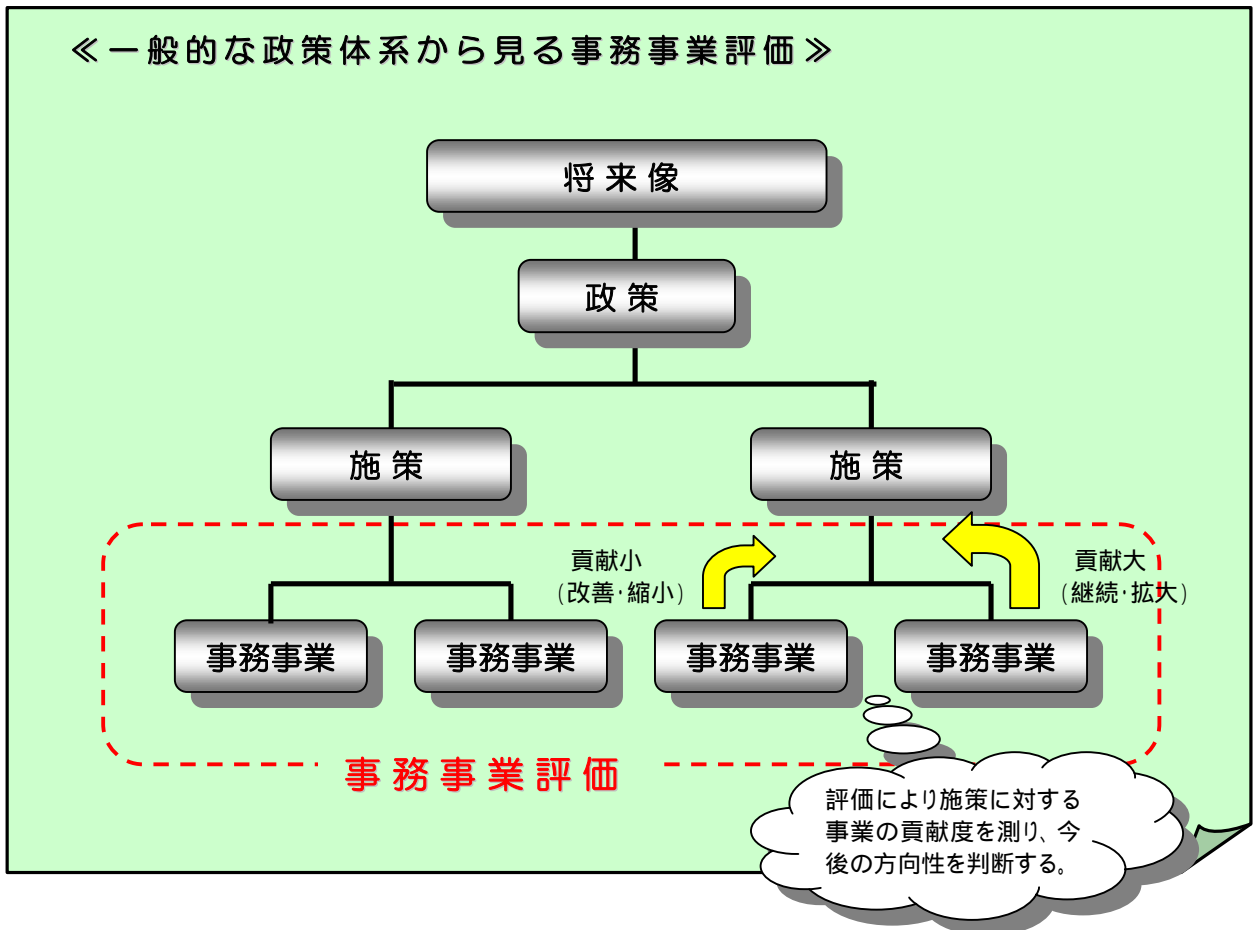 ≪一般的な政策体系から見る事務事業評価≫
将来像
政策
施策
施策
貢献小
(改善・縮小)
貢献大
(継続・拡大)
事務事業
事務事業
事務事業
事務事業
事務事業評価
評価により施策に対する
事業の貢献度を測り、今
後の方向性を判断する。